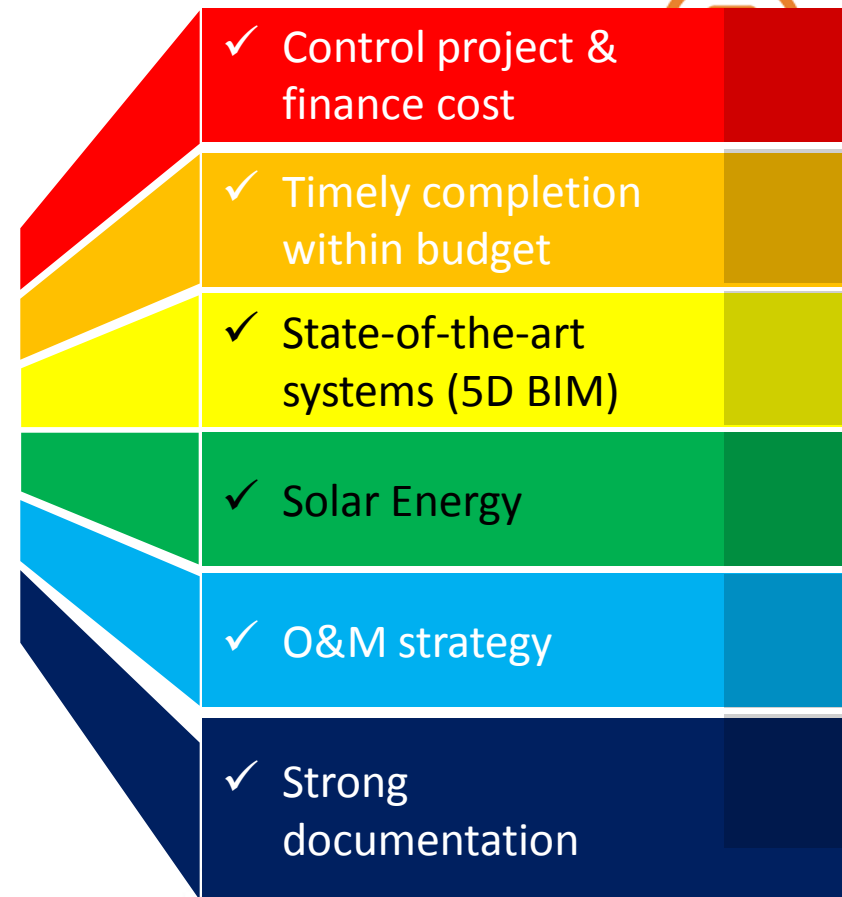 ✓ Control project &
finance cost
✓ Timely completion
within budget
✓ State-of-the-art
systems (5D BIM)
✓ Solar Energy
✓ O&M strategy
✓ Strong
documentation